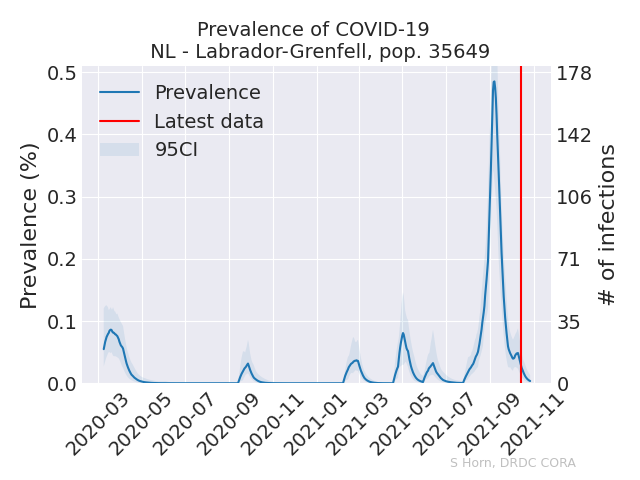 Prevalence of COVID-19
NL - Labrador-Grenfell, pop. 35649
Prevalence
Latest data
95CI
Prevalence (%)
0.5
0.4
0.3
0.2
0.1
0.0
178
142
106
71
35
0
# of infections
2020-03
2020-05
2020-07
2020-09
2020-11
2021-01
2021-03
2021-05
2021-07
2021-09
2021-11
S Horn, DRDC CORA